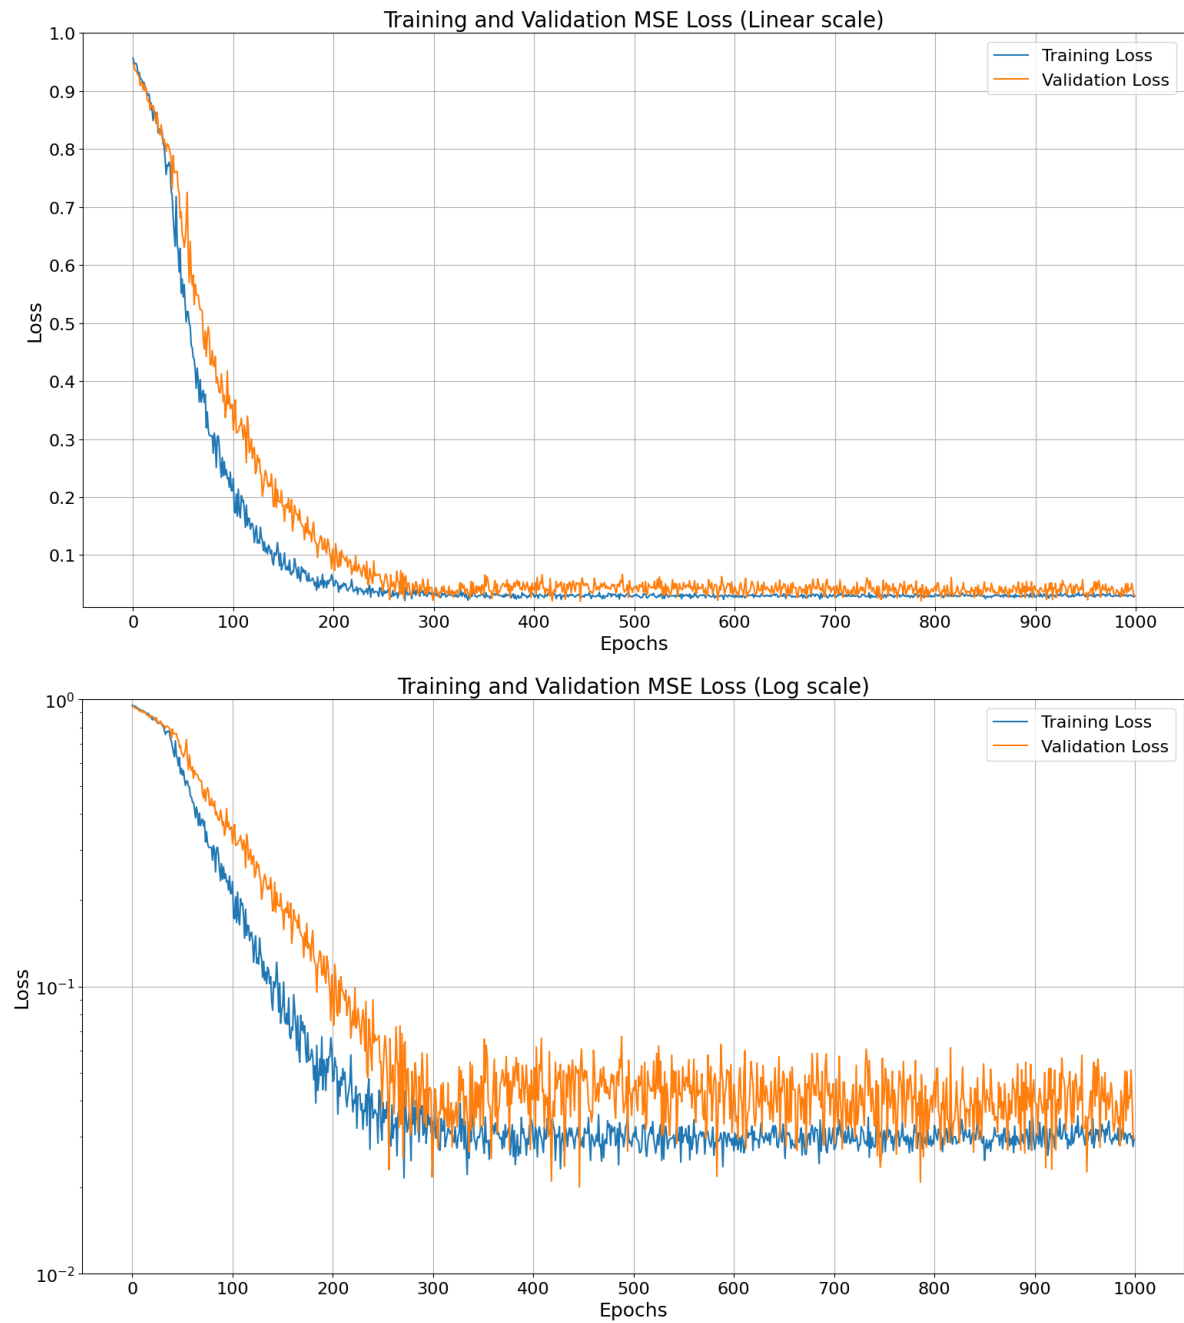 Training and Validation MSE Loss (Linear scale)
1.0
0.9
0.8
0.7
0.6
0.5
0.4
0.3
0.2
0.1
Loss
Training Loss
Validation Loss
0 100 200 300 400 500 600 700 800 900 1000
Epochs
Training and Validation MSE Loss (Log scale)
10⁰
10⁻¹
10⁻²
Loss
Training Loss
Validation Loss
0 100 200 300 400 500 600 700 800 900 1000
Epochs